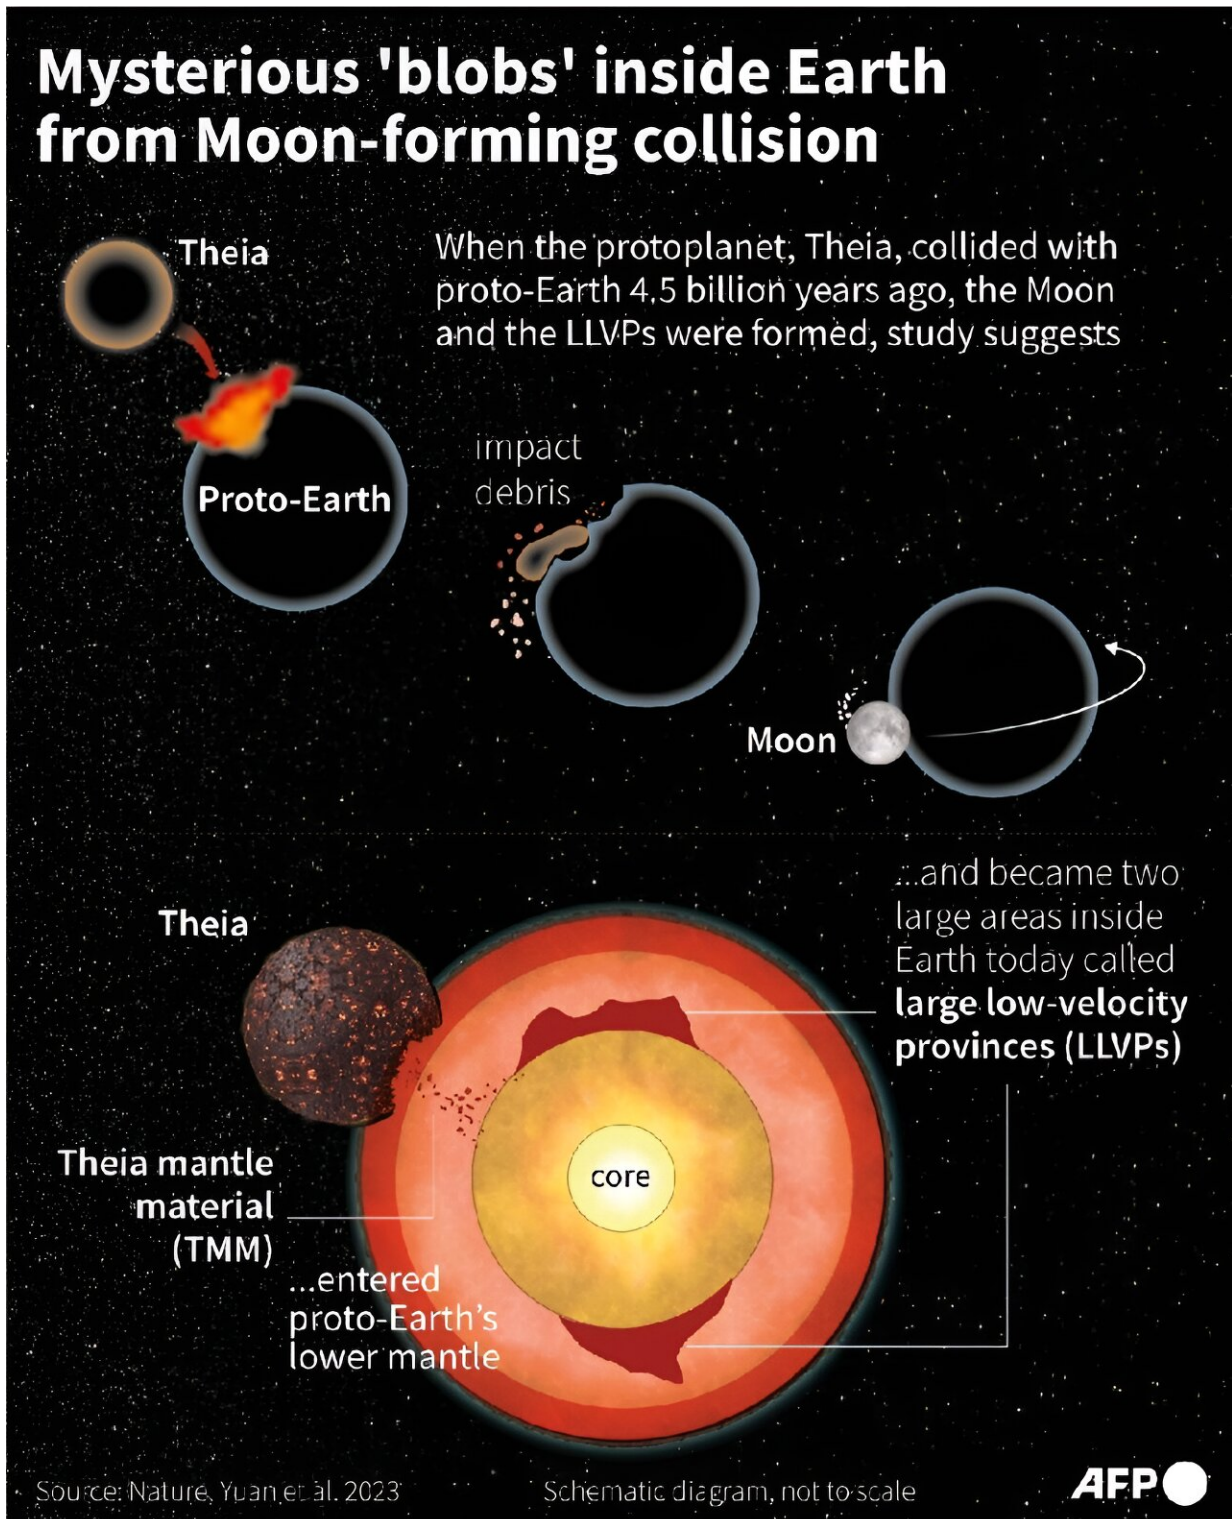 Mysterious 'blobs' inside Earth
from Moon-forming collision
Theia
When the protoplanet, Theia, collided with
proto-Earth 4.5 billion years ago, the Moon
and the LLVPs were formed, study suggests
Proto-Earth
impact
debris
Moon
Theia
...and became two
large areas inside
Earth today called
large low-velocity
provinces (LLVPs)
Theia mantle
material
(TMM)
...entered
proto-Earth's
lower mantle
core
Source: Nature, Yuan et al. 2023
Schematic diagram, not to scale
AFP